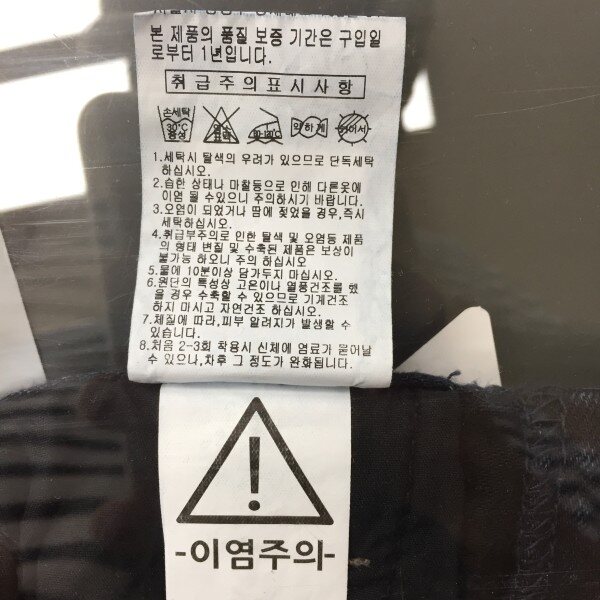 본 제품의 품질 보증 기간은 구입일
로부터 1년입니다.
취급주의표시사항
손세탁
30℃
중성
약하게
1.세탁시 탈색의 우려가 있으므로 단독세탁
하십시오.
2.습한 상태나 마찰등으로 인해 다른옷에
이염 될 수있으니 주의하시기 바랍니다.
3.오염이 되었거나 땀에 젖었을 경우,즉시
세탁하십시오.
4.취급부주의로 인한 탈색 및 오염등 제품
의 형태 변질 및 수축된 제품은 보상이
불가능 하오니 주의 하십시오
5.물에 10분이상 담가두지 마십시오.
6.원단의 특성상 고온이나 열풍건조를 했
을 경우 수축할 수 있으므로 기계건조
하지 마시고 자연건조 하십시오.
7.체질에 따라,피부 알러지가 발생할 수
있습니다.
8.처음 2-3회 착용시 신체에 염료가 묻어날
수 있으나,차후 그 정도가 완화됩니다.
!
-이염주의-